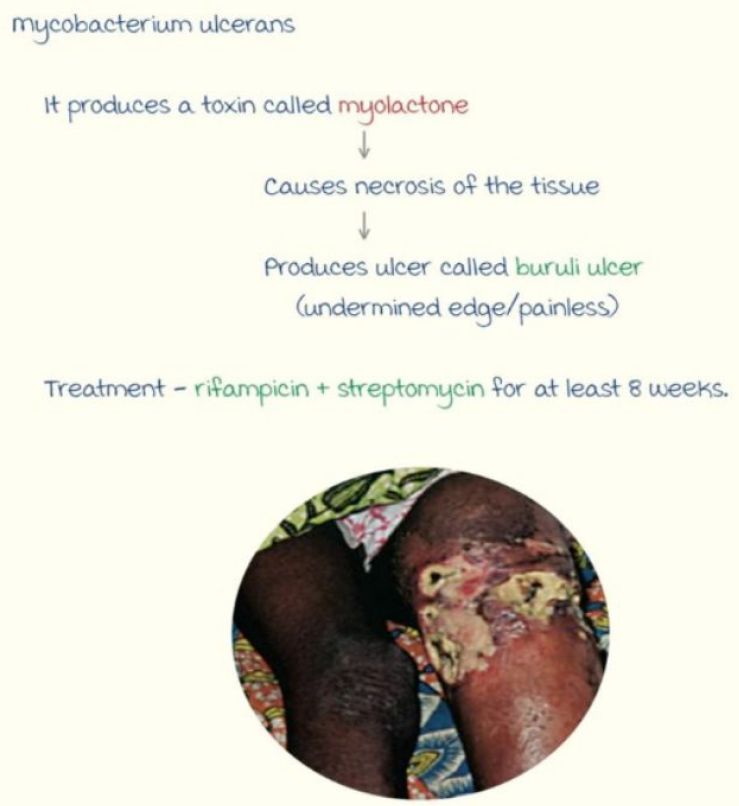 mycobacterium ulcerans
It produces a toxin called myolactone
↓
Causes necrosis of the tissue
↓
Produces ulcer called buruli ulcer
(undermined edge/painless)
Treatment - rifampicin + streptomycin for at least 8 weeks.